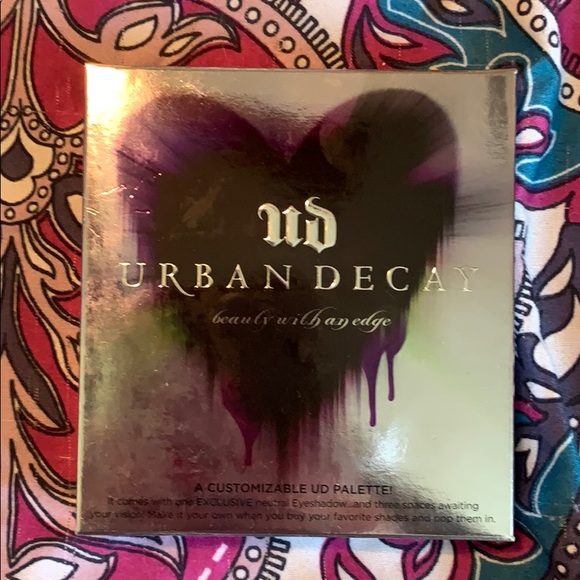 ud
URBAN DECAY
beauty with an edge
A CUSTOMIZABLE UD PALETTE!
It comes with one EXCLUSIVE neutral Eyeshadow...and three spaces awaiting
your vision! Make it your own when you buy your favorite shades and pop them in.